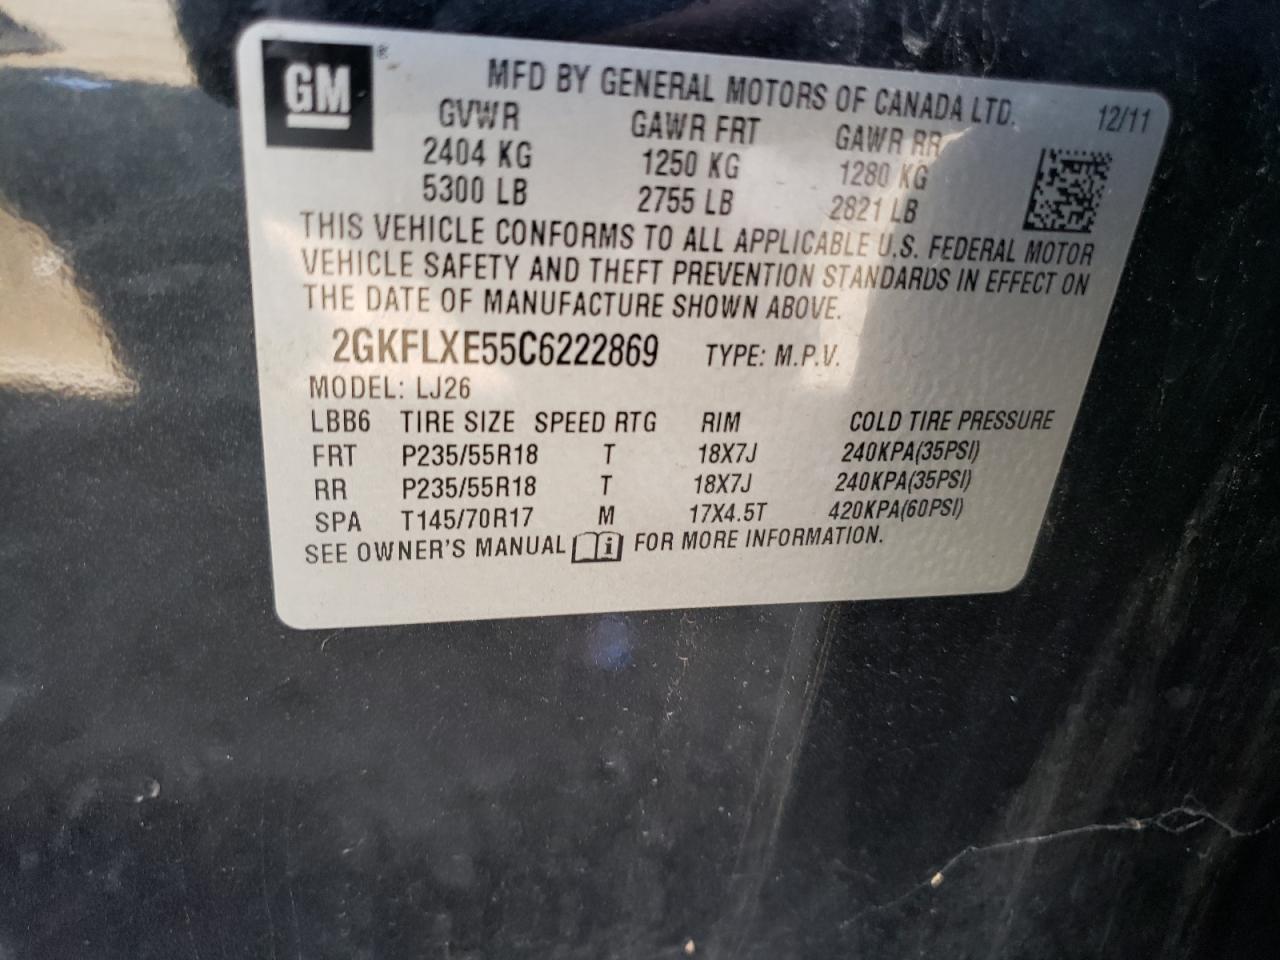 GM ®
MFD BY GENERAL MOTORS OF CANADA LTD. 12/11
GVWR GAWR FRT GAWR RR
2404 KG 1250 KG 1280 KG
5300 LB 2755 LB 2821 LB
THIS VEHICLE CONFORMS TO ALL APPLICABLE U.S. FEDERAL MOTOR
VEHICLE SAFETY AND THEFT PREVENTION STANDARDS IN EFFECT ON
THE DATE OF MANUFACTURE SHOWN ABOVE.
2GKFLXE55C6222869 TYPE: M.P.V.
MODEL: LJ26
LBB6 TIRE SIZE SPEED RTG RIM COLD TIRE PRESSURE
FRT P235/55R18 T 18X7J 240KPA(35PSI)
RR P235/55R18 T 18X7J 240KPA(35PSI)
SPA T145/70R17 M 17X4.5T 420KPA(60PSI)
SEE OWNER'S MANUAL i FOR MORE INFORMATION.